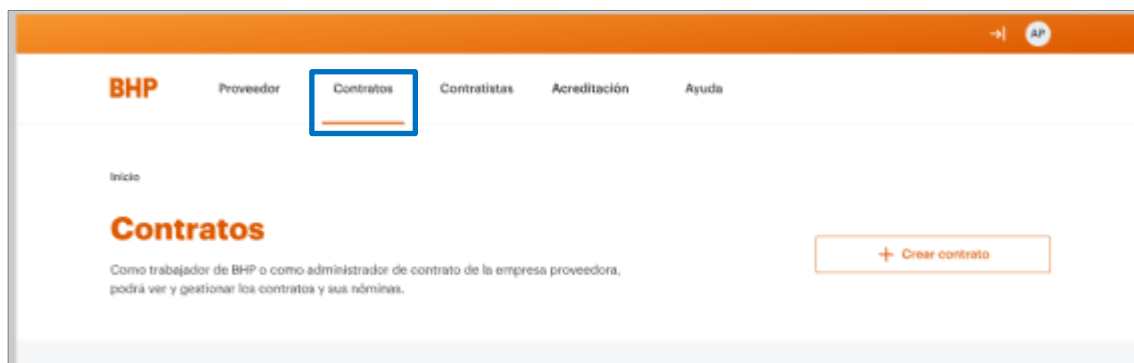 AP
BHP Proveedor Contratos Contratistas Acreditación Ayuda
Inicio
Contratos
+ Crear contrato
Como trabajador de BHP o como administrador de contrato de la empresa proveedora,
podrá ver y gestionar los contratos y sus nóminas.